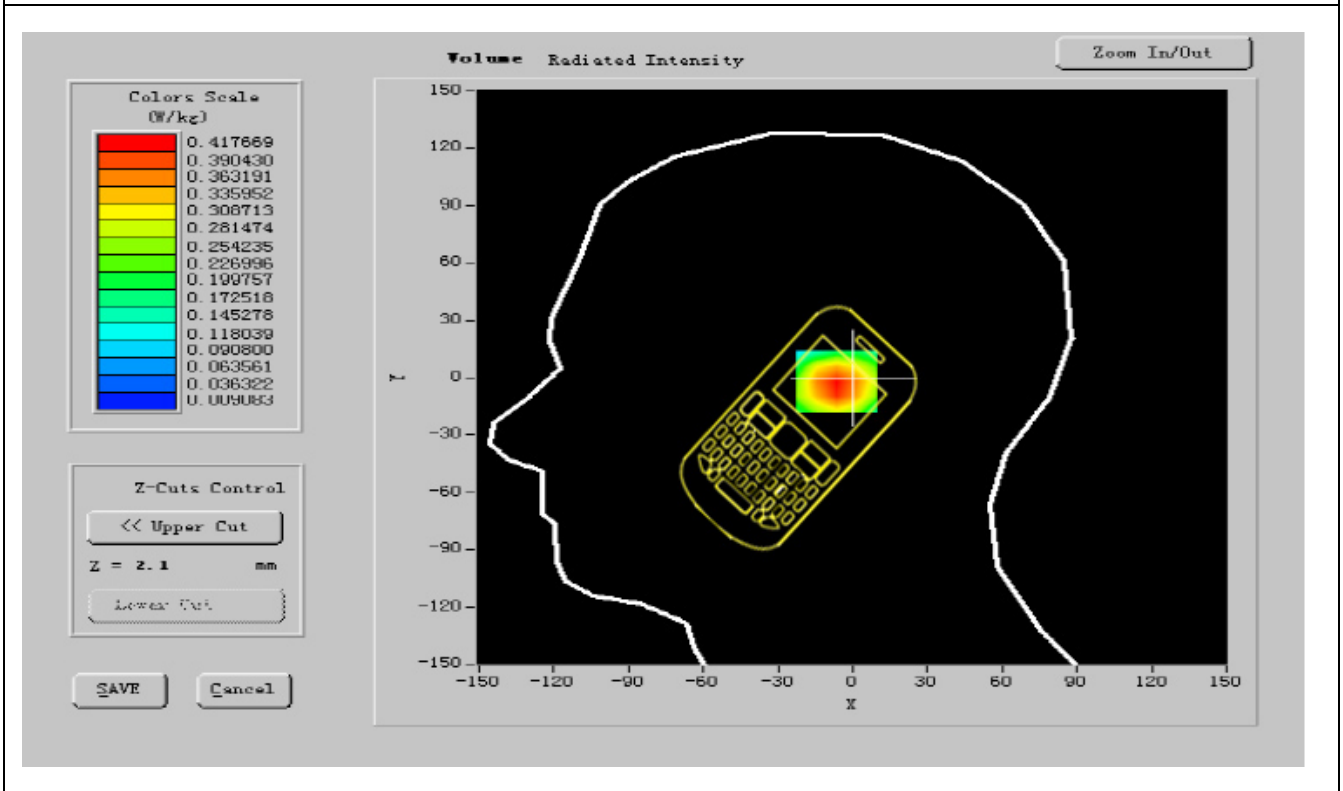 Volume Radiated Intensity
Zoom In/Out
Colors Scale
(W/kg)
0.417669
0.390430
0.363191
0.335952
0.308713
0.281474
0.254235
0.226996
0.199757
0.172518
0.145278
0.118039
0.090800
0.063561
0.036322
0.009083
Z-Cuts Control
<< Upper Cut
Z = 2.1 mm
Lower Cut
SAVE
Cancel
150
120
90
60
30
0
-30
-60
-90
-120
-150
Y
-150 -120 -90 -60 -30 0 30 60 90 120 150
X